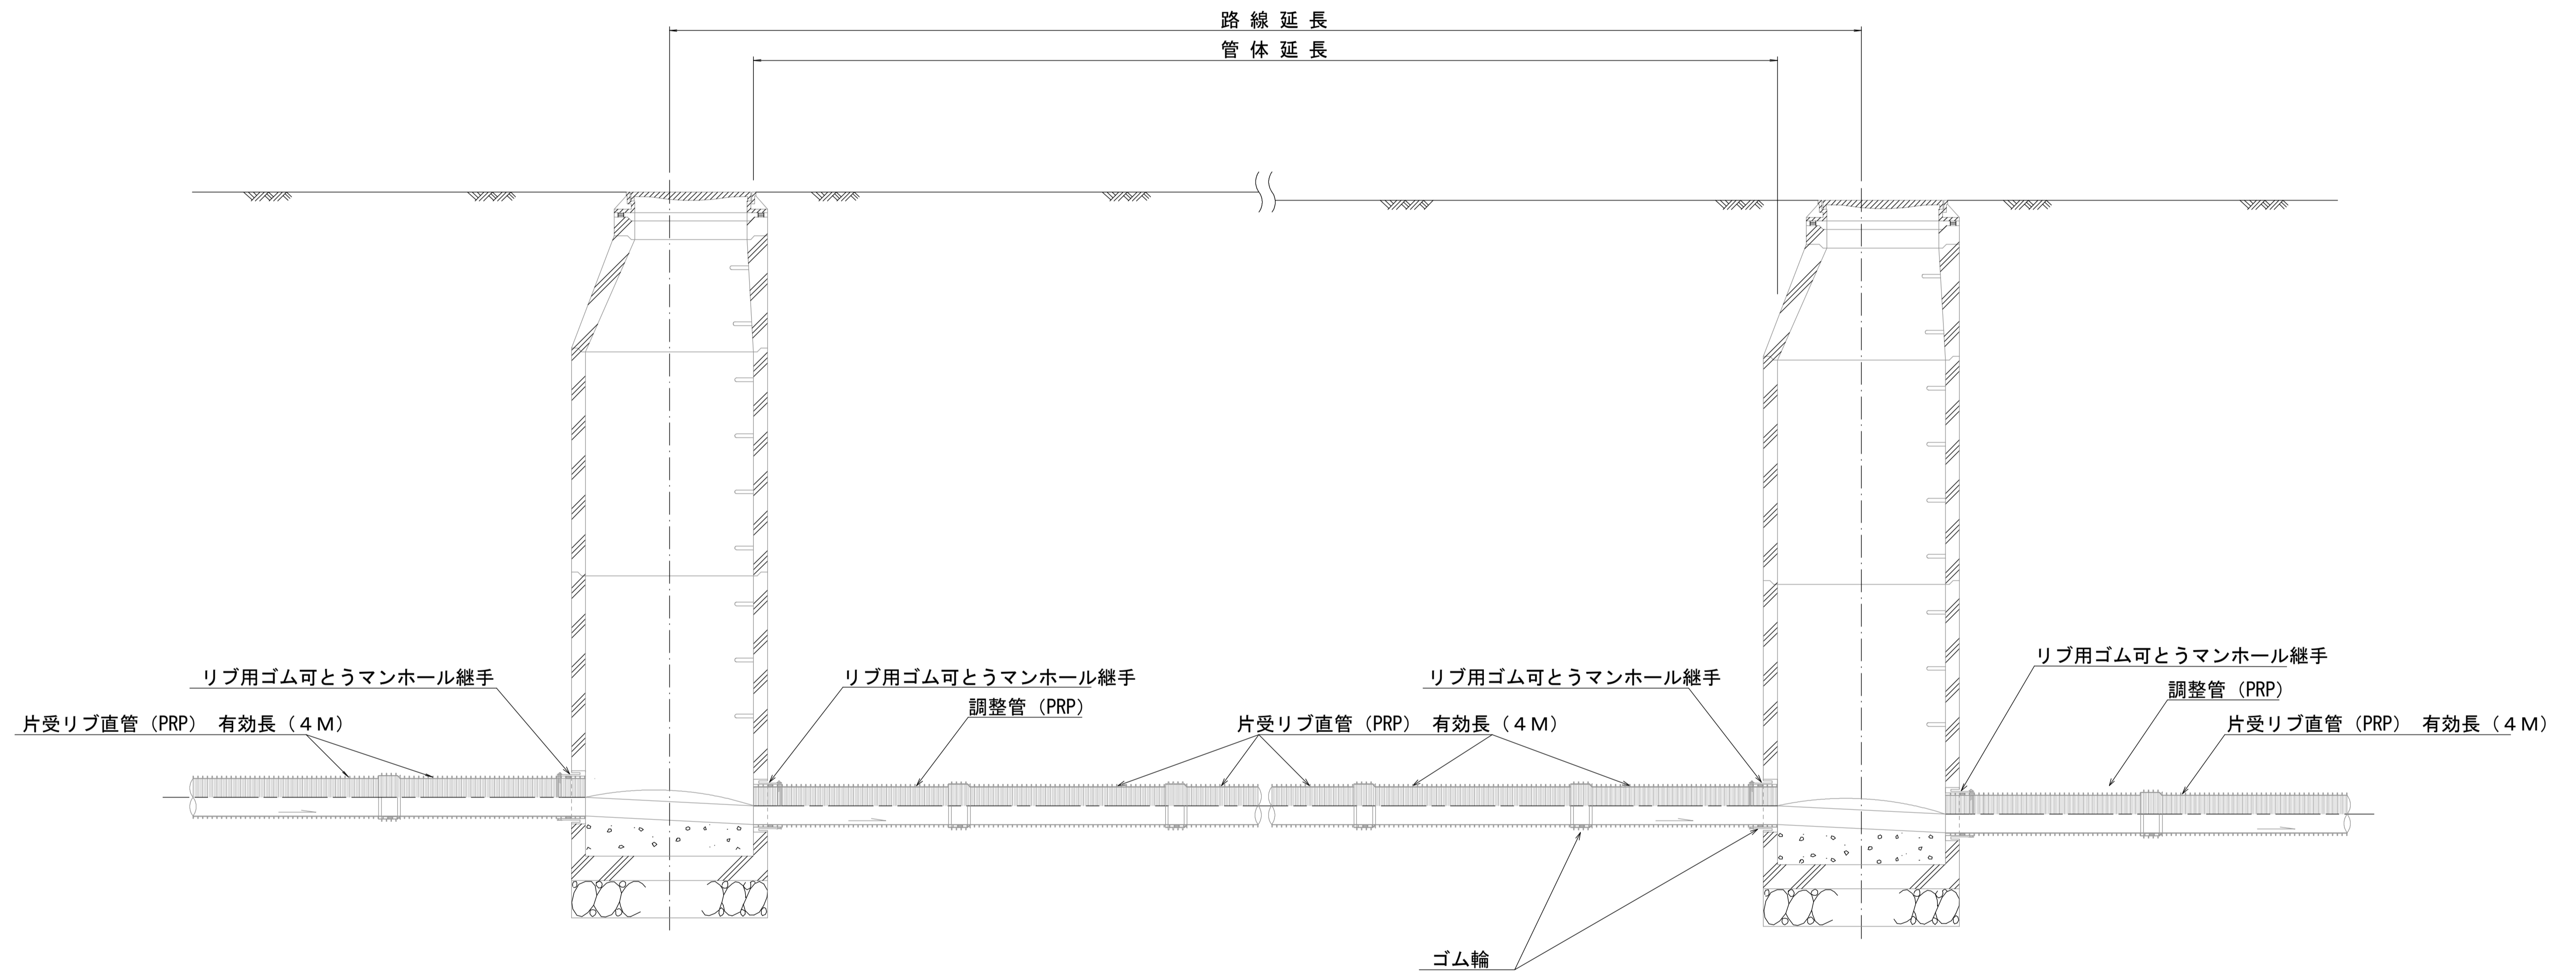 路 線 延 長
管 体 延 長
リブ用ゴム可とうマンホール継手
リブ用ゴム可とうマンホール継手
リブ用ゴム可とうマンホール継手
リブ用ゴム可とうマンホール継手
調整管（PRP）
調整管（PRP）
片受リブ直管（PRP）　有効長（４Ｍ）
片受リブ直管（PRP）　有効長（４Ｍ）
片受リブ直管（PRP）　有効長（４Ｍ）
ゴム輪